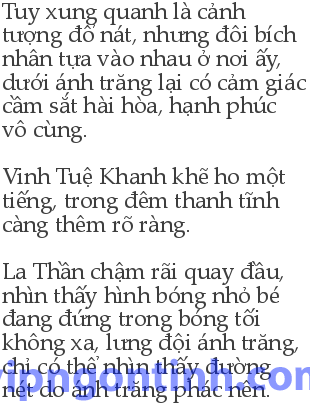 Tuy xung quanh là cảnh
tượng đổ nát, nhưng đôi bích
nhân tựa vào nhau ở nơi ấy,
dưới ánh trăng lại có cảm giác
cầm sắt hài hòa, hạnh phúc
vô cùng.
Vinh Tuệ Khanh khẽ ho một
tiếng, trong đêm thanh tĩnh
càng thêm rõ ràng.
La Thần chậm rãi quay đầu,
nhìn thấy hình bóng nhỏ bé
đang đứng trong bóng tối
không xa, lưng đội ánh trăng,
chỉ có thể nhìn thấy đường
nét do ánh trăng phác nên.
vipngontinh.com